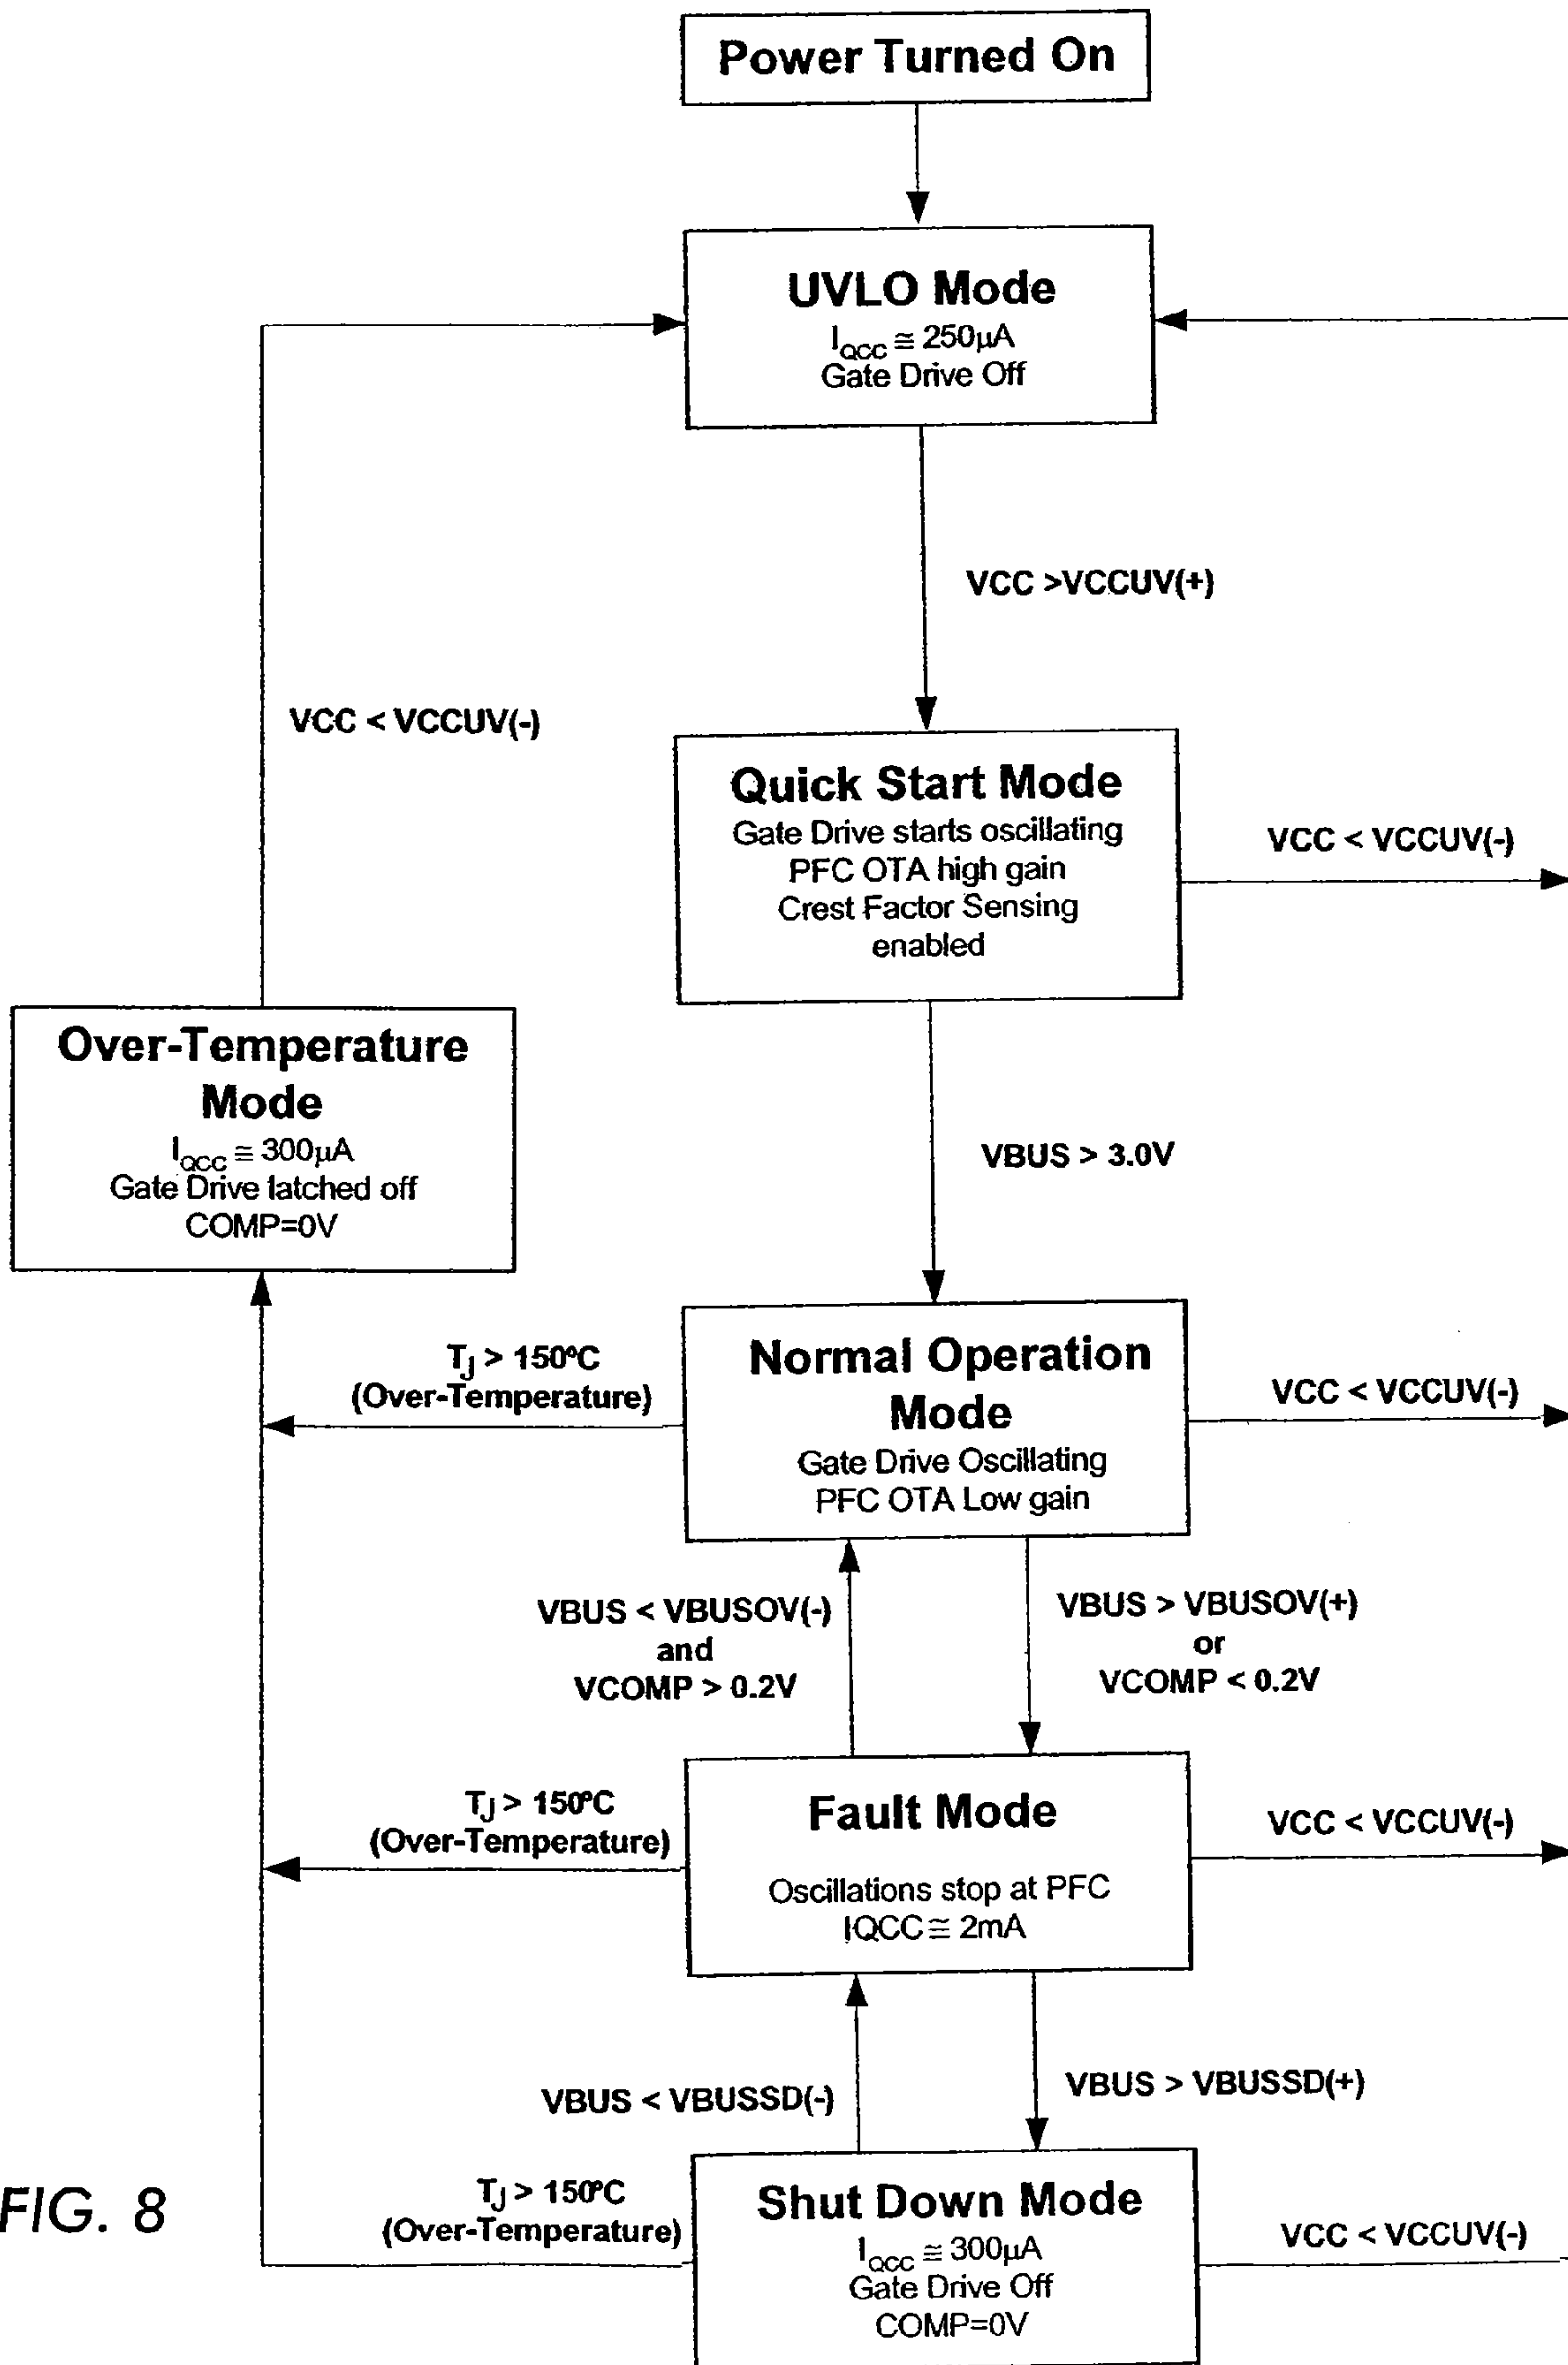 Power Turned On
UVLO Mode
IQCC ≅ 250µA
Gate Drive Off
VCC >VCCUV(+)
VCC < VCCUV(-)
Quick Start Mode
Gate Drive starts oscillating
PFC OTA high gain
Crest Factor Sensing
enabled
VCC < VCCUV(-)
Over-Temperature
Mode
IQCC ≅ 300µA
Gate Drive latched off
COMP=0V
VBUS > 3.0V
TJ > 150ºC
(Over-Temperature)
Normal Operation
Mode
Gate Drive Oscillating
PFC OTA Low gain
VCC < VCCUV(-)
VBUS < VBUSOV(-)
and
VCOMP > 0.2V
VBUS > VBUSOV(+)
or
VCOMP < 0.2V
TJ > 150ºC
(Over-Temperature)
Fault Mode
Oscillations stop at PFC
IQCC ≅ 2mA
VCC < VCCUV(-)
VBUS < VBUSSD(-)
VBUS > VBUSSD(+)
FIG. 8
TJ > 150ºC
(Over-Temperature)
Shut Down Mode
IQCC ≅ 300µA
Gate Drive Off
COMP=0V
VCC < VCCUV(-)